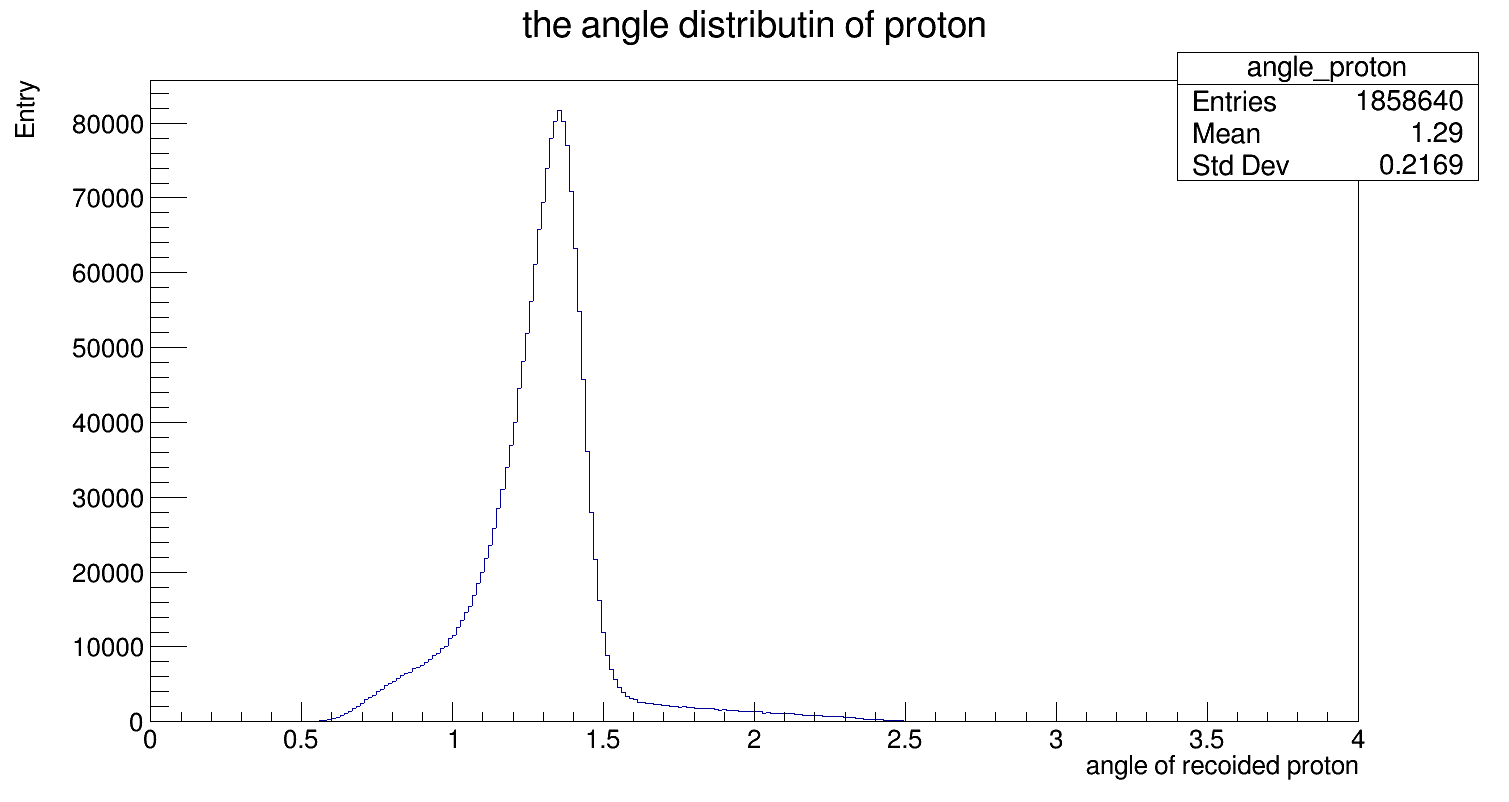 the angle distributin of proton
angle_proton
Entries 1858640
Mean 1.29
Std Dev 0.2169
Entry
80000
70000
60000
50000
40000
30000
20000
10000
0
0 0.5 1 1.5 2 2.5 3 3.5 4
angle of recoided proton